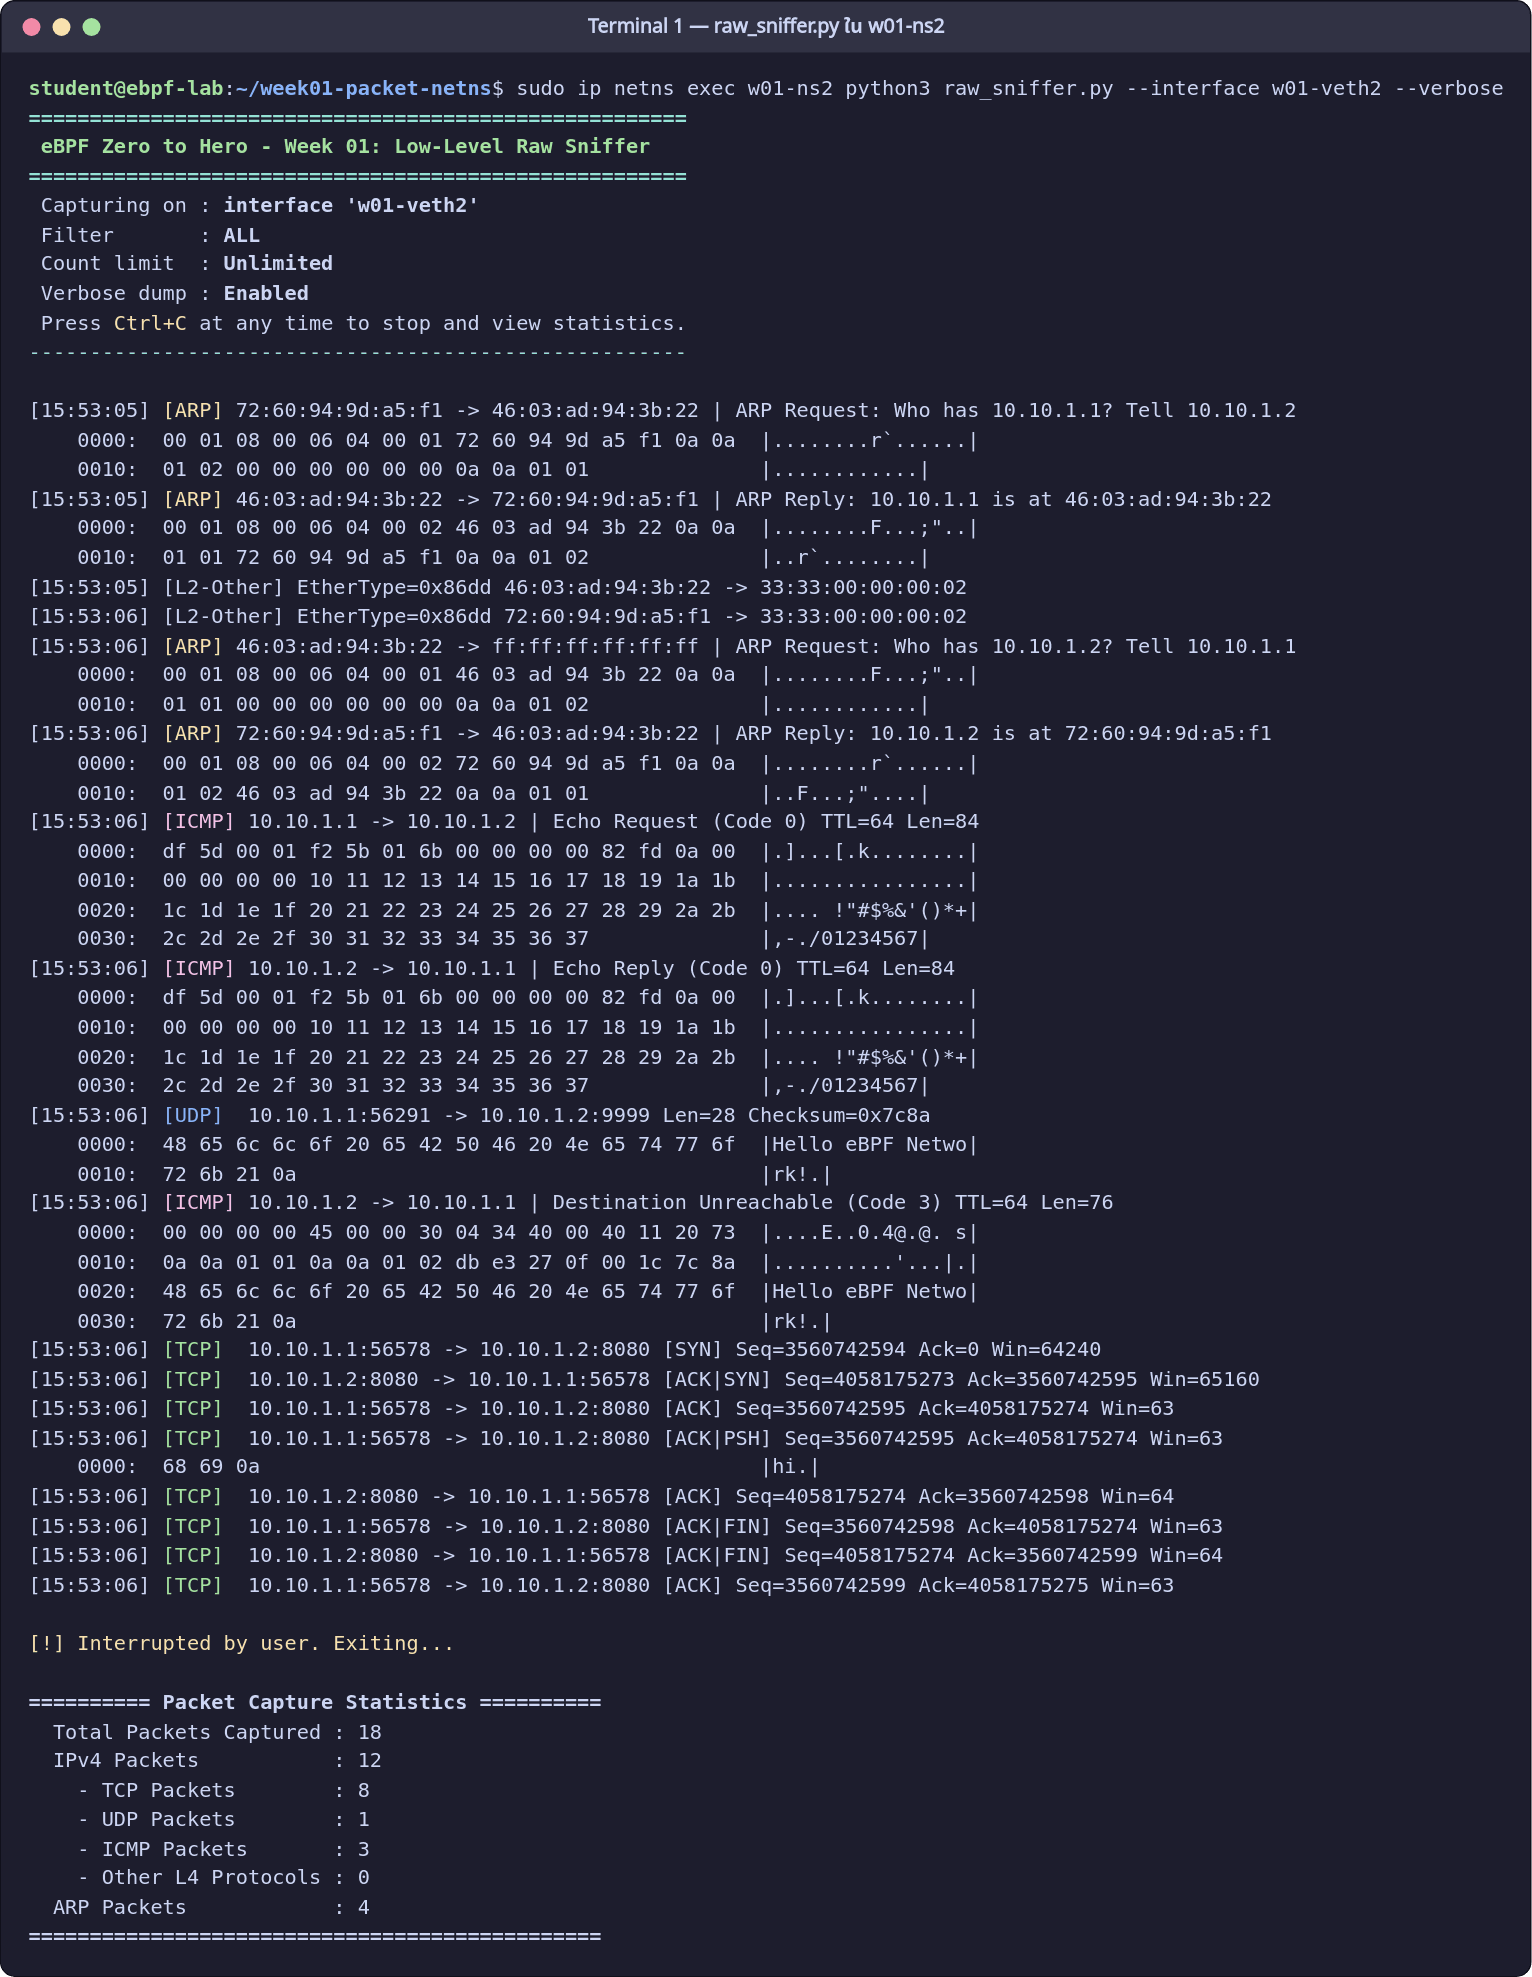 Terminal 1 — raw_sniffer.py ใน w01-ns2
student@ebpf-lab:~/week01-packet-netns$ sudo ip netns exec w01-ns2 python3 raw_sniffer.py --interface w01-veth2 --verbose
======================================================
 eBPF Zero to Hero - Week 01: Low-Level Raw Sniffer
======================================================
 Capturing on : interface 'w01-veth2'
 Filter       : ALL
 Count limit  : Unlimited
 Verbose dump : Enabled
 Press Ctrl+C at any time to stop and view statistics.
------------------------------------------------------
[15:53:05] [ARP] 72:60:94:9d:a5:f1 -> 46:03:ad:94:3b:22 | ARP Request: Who has 10.10.1.1? Tell 10.10.1.2
    0000:  00 01 08 00 06 04 00 01 72 60 94 9d a5 f1 0a 0a  |........r`......|
    0010:  01 02 00 00 00 00 00 00 0a 0a 01 01              |............|
[15:53:05] [ARP] 46:03:ad:94:3b:22 -> 72:60:94:9d:a5:f1 | ARP Reply: 10.10.1.1 is at 46:03:ad:94:3b:22
    0000:  00 01 08 00 06 04 00 02 46 03 ad 94 3b 22 0a 0a  |........F...;"..|
    0010:  01 01 72 60 94 9d a5 f1 0a 0a 01 02              |..r`........|
[15:53:05] [L2-Other] EtherType=0x86dd 46:03:ad:94:3b:22 -> 33:33:00:00:00:02
[15:53:06] [L2-Other] EtherType=0x86dd 72:60:94:9d:a5:f1 -> 33:33:00:00:00:02
[15:53:06] [ARP] 46:03:ad:94:3b:22 -> ff:ff:ff:ff:ff:ff | ARP Request: Who has 10.10.1.2? Tell 10.10.1.1
    0000:  00 01 08 00 06 04 00 01 46 03 ad 94 3b 22 0a 0a  |........F...;"..|
    0010:  01 01 00 00 00 00 00 00 0a 0a 01 02              |............|
[15:53:06] [ARP] 72:60:94:9d:a5:f1 -> 46:03:ad:94:3b:22 | ARP Reply: 10.10.1.2 is at 72:60:94:9d:a5:f1
    0000:  00 01 08 00 06 04 00 02 72 60 94 9d a5 f1 0a 0a  |........r`......|
    0010:  01 02 46 03 ad 94 3b 22 0a 0a 01 01              |..F...;"....|
[15:53:06] [ICMP] 10.10.1.1 -> 10.10.1.2 | Echo Request (Code 0) TTL=64 Len=84
    0000:  df 5d 00 01 f2 5b 01 6b 00 00 00 00 82 fd 0a 00  |.]...[.k........|
    0010:  00 00 00 00 10 11 12 13 14 15 16 17 18 19 1a 1b  |................|
    0020:  1c 1d 1e 1f 20 21 22 23 24 25 26 27 28 29 2a 2b  |.... !"#$%&'()*+|
    0030:  2c 2d 2e 2f 30 31 32 33 34 35 36 37              |,-./01234567|
[15:53:06] [ICMP] 10.10.1.2 -> 10.10.1.1 | Echo Reply (Code 0) TTL=64 Len=84
    0000:  df 5d 00 01 f2 5b 01 6b 00 00 00 00 82 fd 0a 00  |.]...[.k........|
    0010:  00 00 00 00 10 11 12 13 14 15 16 17 18 19 1a 1b  |................|
    0020:  1c 1d 1e 1f 20 21 22 23 24 25 26 27 28 29 2a 2b  |.... !"#$%&'()*+|
    0030:  2c 2d 2e 2f 30 31 32 33 34 35 36 37              |,-./01234567|
[15:53:06] [UDP]  10.10.1.1:56291 -> 10.10.1.2:9999 Len=28 Checksum=0x7c8a
    0000:  48 65 6c 6c 6f 20 65 42 50 46 20 4e 65 74 77 6f  |Hello eBPF Netwo|
    0010:  72 6b 21 0a                                      |rk!.|
[15:53:06] [ICMP] 10.10.1.2 -> 10.10.1.1 | Destination Unreachable (Code 3) TTL=64 Len=76
    0000:  00 00 00 00 45 00 00 30 04 34 40 00 40 11 20 73  |....E..0.4@.@. s|
    0010:  0a 0a 01 01 0a 0a 01 02 db e3 27 0f 00 1c 7c 8a  |..........'...|.|
    0020:  48 65 6c 6c 6f 20 65 42 50 46 20 4e 65 74 77 6f  |Hello eBPF Netwo|
    0030:  72 6b 21 0a                                      |rk!.|
[15:53:06] [TCP]  10.10.1.1:56578 -> 10.10.1.2:8080 [SYN] Seq=3560742594 Ack=0 Win=64240
[15:53:06] [TCP]  10.10.1.2:8080 -> 10.10.1.1:56578 [ACK|SYN] Seq=4058175273 Ack=3560742595 Win=65160
[15:53:06] [TCP]  10.10.1.1:56578 -> 10.10.1.2:8080 [ACK] Seq=3560742595 Ack=4058175274 Win=63
[15:53:06] [TCP]  10.10.1.1:56578 -> 10.10.1.2:8080 [ACK|PSH] Seq=3560742595 Ack=4058175274 Win=63
    0000:  68 69 0a                                         |hi.|
[15:53:06] [TCP]  10.10.1.2:8080 -> 10.10.1.1:56578 [ACK] Seq=4058175274 Ack=3560742598 Win=64
[15:53:06] [TCP]  10.10.1.1:56578 -> 10.10.1.2:8080 [ACK|FIN] Seq=3560742598 Ack=4058175274 Win=63
[15:53:06] [TCP]  10.10.1.2:8080 -> 10.10.1.1:56578 [ACK|FIN] Seq=4058175274 Ack=3560742599 Win=64
[15:53:06] [TCP]  10.10.1.1:56578 -> 10.10.1.2:8080 [ACK] Seq=3560742599 Ack=4058175275 Win=63
[!] Interrupted by user. Exiting...
========== Packet Capture Statistics ==========
  Total Packets Captured : 18
  IPv4 Packets           : 12
    - TCP Packets        : 8
    - UDP Packets        : 1
    - ICMP Packets       : 3
    - Other L4 Protocols : 0
  ARP Packets            : 4
===============================================